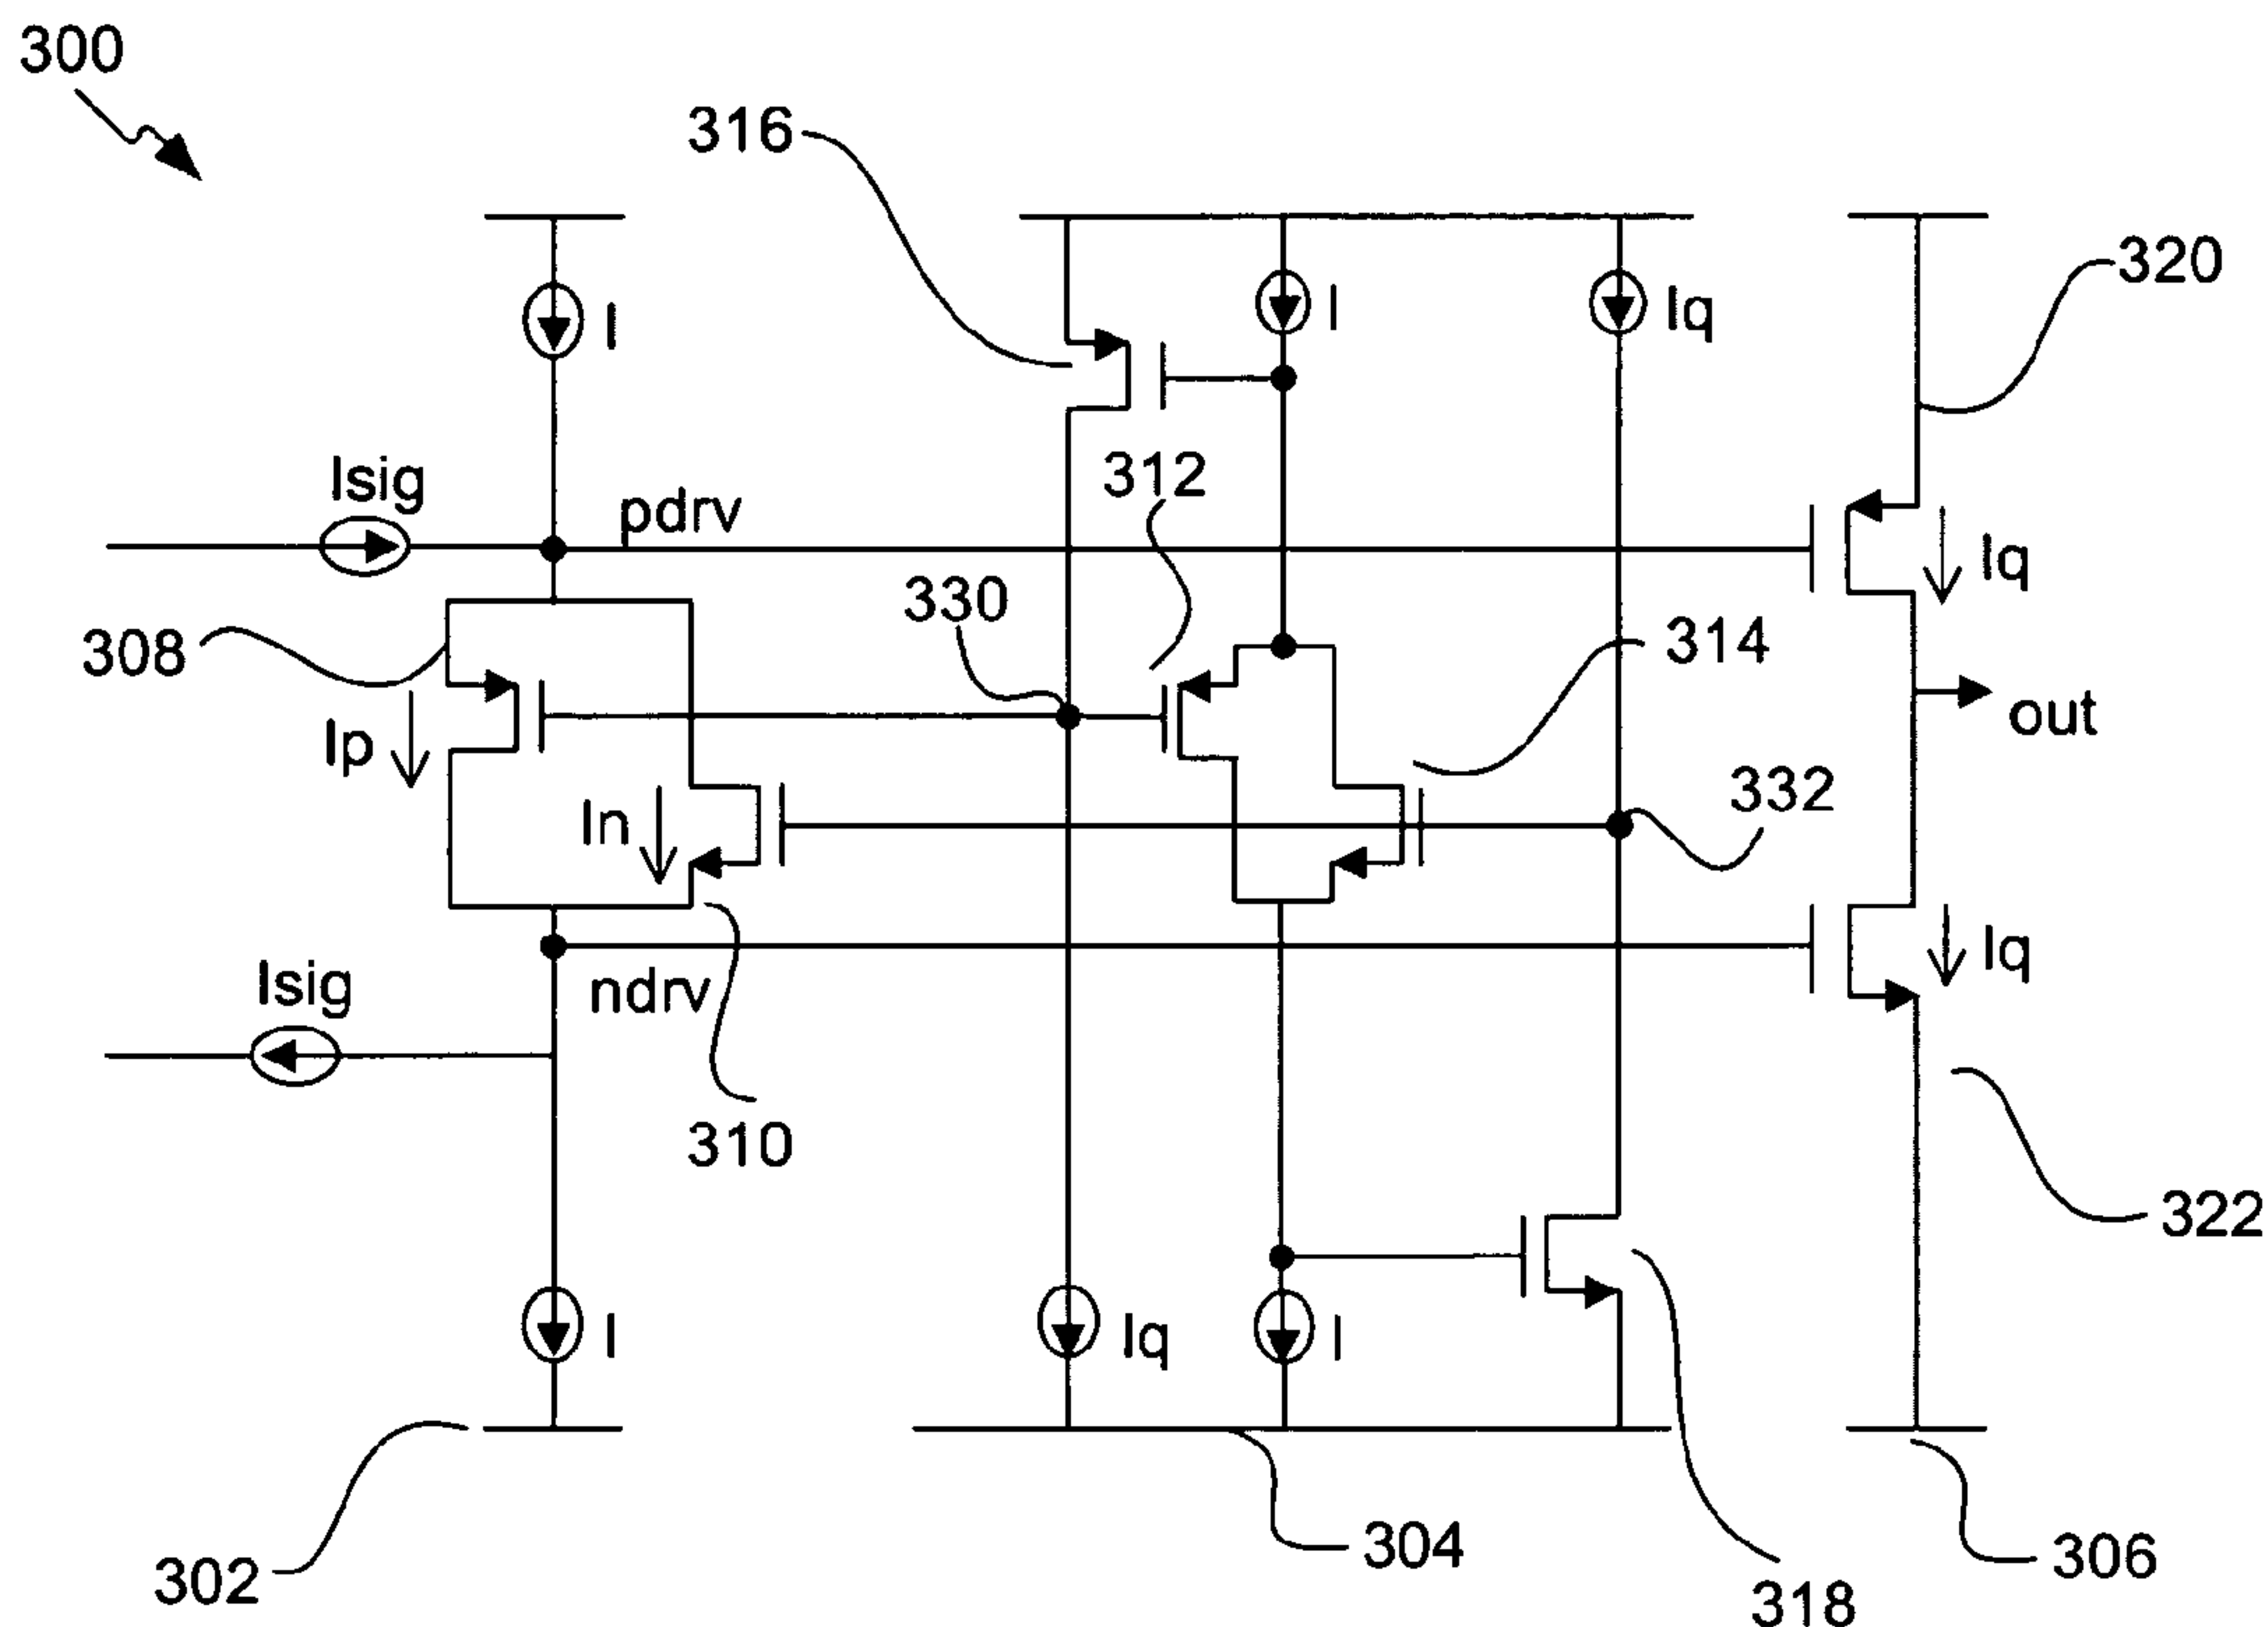 300
316
320
I
I
Iq
Isig
pdrv
312
Iq
330
314
308
Ip
out
In
332
Isig
ndrv
Iq
310
322
I
Iq
I
302
304
306
318